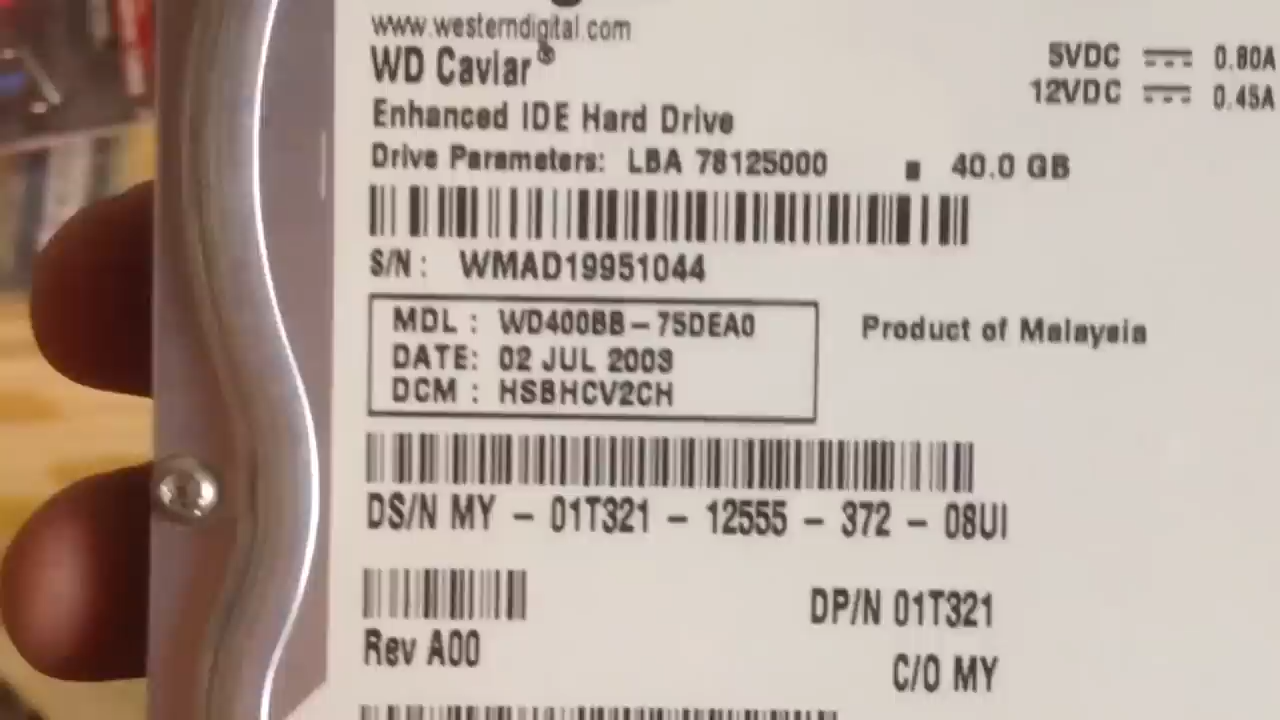 www.westerndigital.com
WD Caviar®
5VDC 0.80A
12VDC 0.45A
Enhanced IDE Hard Drive
Drive Parameters: LBA 78125000 ■ 40.0 GB
S/N: WMAD19951044
MDL: WD400BB-75DEA0
Product of Malaysia
DATE: 02 JUL 2003
DCM: HSBHCV2CH
DS/N MY - 01T321 - 12555 - 372 - 08UI
DP/N 01T321
Rev A00
C/O MY